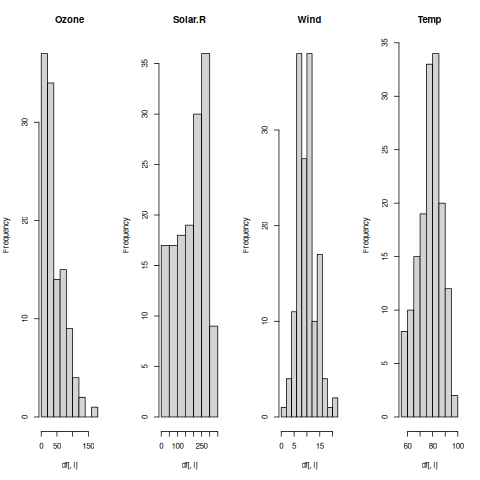 Ozone
Frequency
0 10 20 30
0 50 150
df[, i]
Solar.R
Frequency
0 5 10 15 20 25 30 35
0 100 250
df[, i]
Wind
Frequency
0 10 20 30
0 5 15
df[, i]
Temp
Frequency
0 5 10 15 20 25 30 35
60 80 100
df[, i]